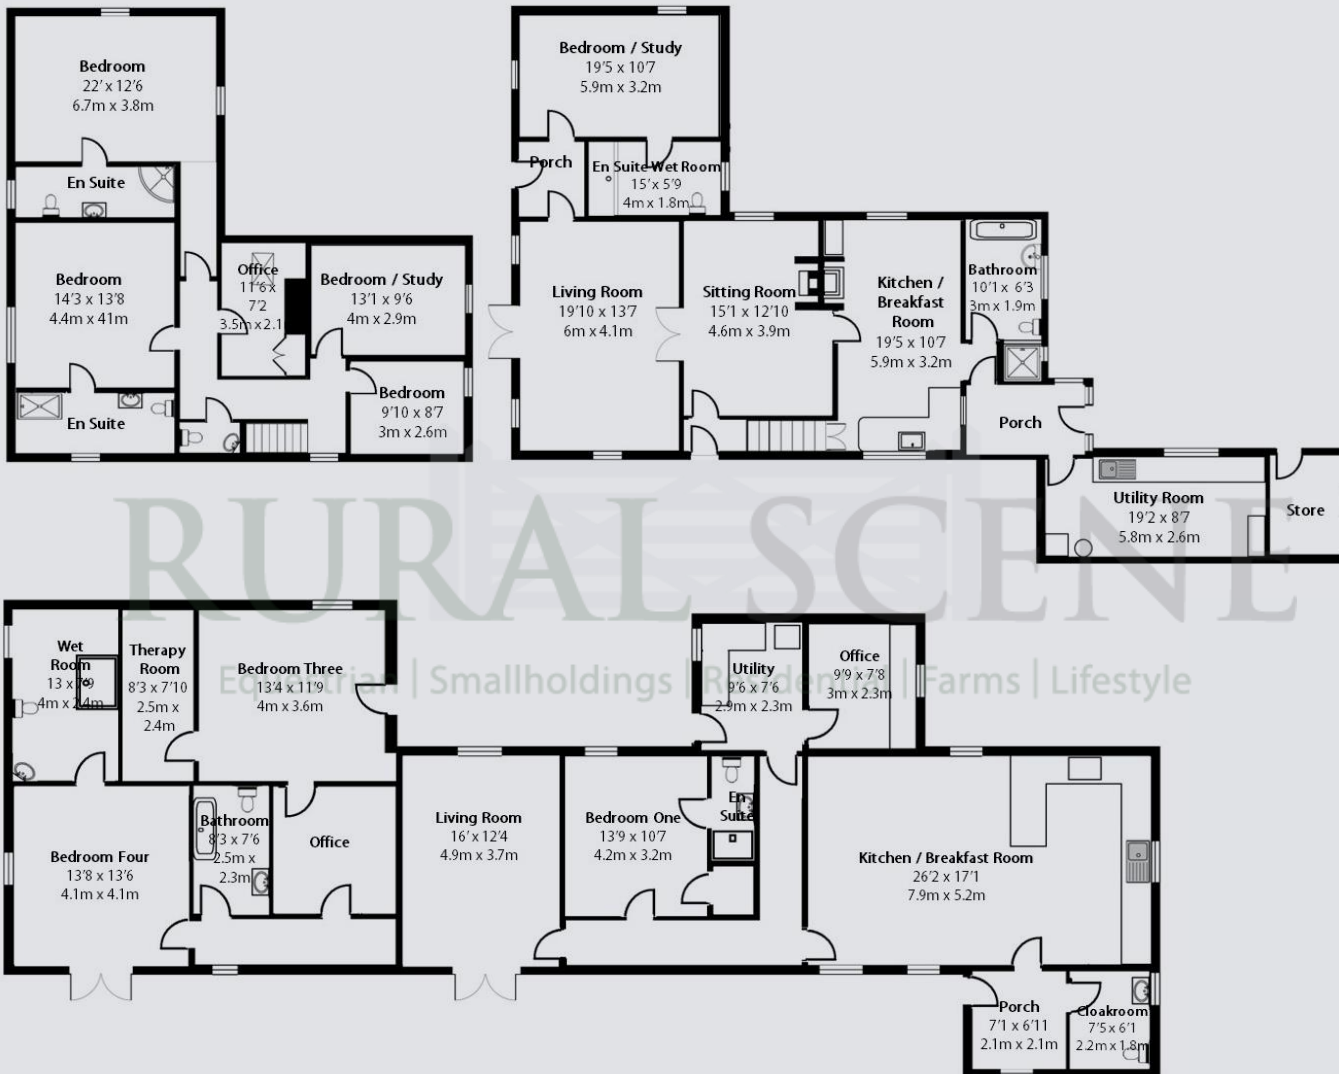 Bedroom
22' x 12'6
6.7m x 3.8m
En Suite
Bedroom
14'3 x 13'8
4.4m x 41m
En Suite
Office
11'6 x
7'2
3.5m x 2.1
Bedroom / Study
13'1 x 9'6
4m x 2.9m
Bedroom
9'10 x 8'7
3m x 2.6m
Bedroom / Study
19'5 x 10'7
5.9m x 3.2m
Porch
En Suite Wet Room
15' x 5'9
4m x 1.8m
Living Room
19'10 x 13'7
6m x 4.1m
Sitting Room
15'1 x 12'10
4.6m x 3.9m
Kitchen /
Breakfast
Room
19'5 x 10'7
5.9m x 3.2m
Bathroom
10'1 x 6'3
3m x 1.9m
Porch
Utility Room
19'2 x 8'7
5.8m x 2.6m
Store
RURAL SCENE
Equestrian | Smallholdings | Residential | Farms | Lifestyle
Wet
Room
13 x 7'9
4m x 2.4m
Therapy
Room
8'3 x 7'10
2.5m x
2.4m
Bedroom Three
13'4 x 11'9
4m x 3.6m
Utility
9'6 x 7'6
2.9m x 2.3m
Office
9'9 x 7'8
3m x 2.3m
Bedroom Four
13'8 x 13'6
4.1m x 4.1m
Bathroom
8'3 x 7'6
2.5m x
2.3m
Office
Living Room
16' x 12'4
4.9m x 3.7m
Bedroom One
13'9 x 10'7
4.2m x 3.2m
En
Suite
Kitchen / Breakfast Room
26'2 x 17'1
7.9m x 5.2m
Porch
7'1 x 6'11
2.1m x 2.1m
Cloakroom
7'5 x 6'1
2.2m x 1.8m